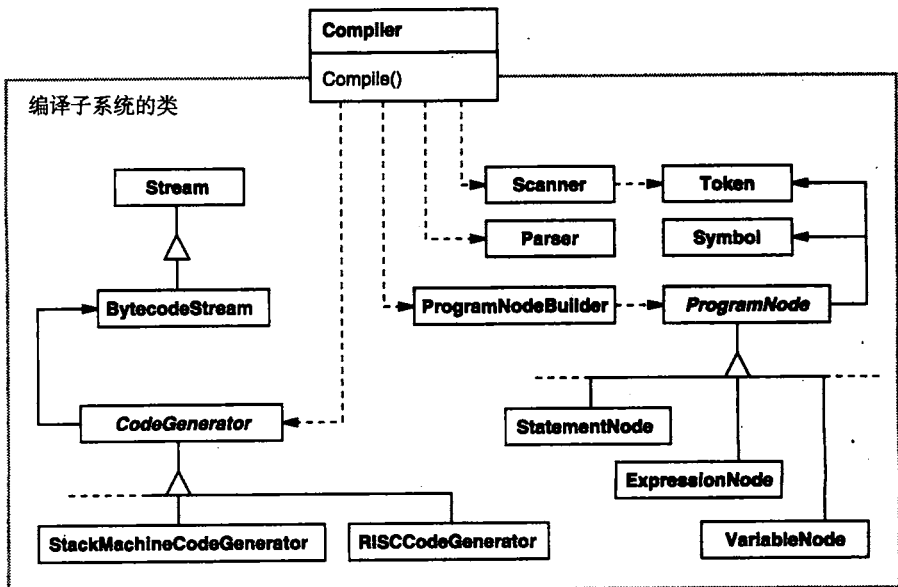 Compiler
Compile()
编译子系统的类
Stream
Scanner
Token
Parser
Symbol
BytecodeStream
ProgramNodeBuilder
ProgramNode
CodeGenerator
StatementNode
ExpressionNode
StackMachineCodeGenerator
RISCCodeGenerator
VariableNode